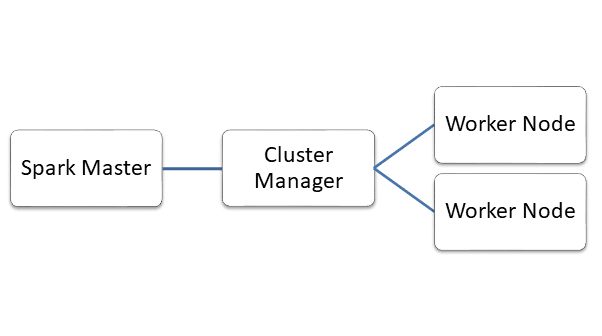 Spark Master
Cluster
Manager
Worker Node
Worker Node